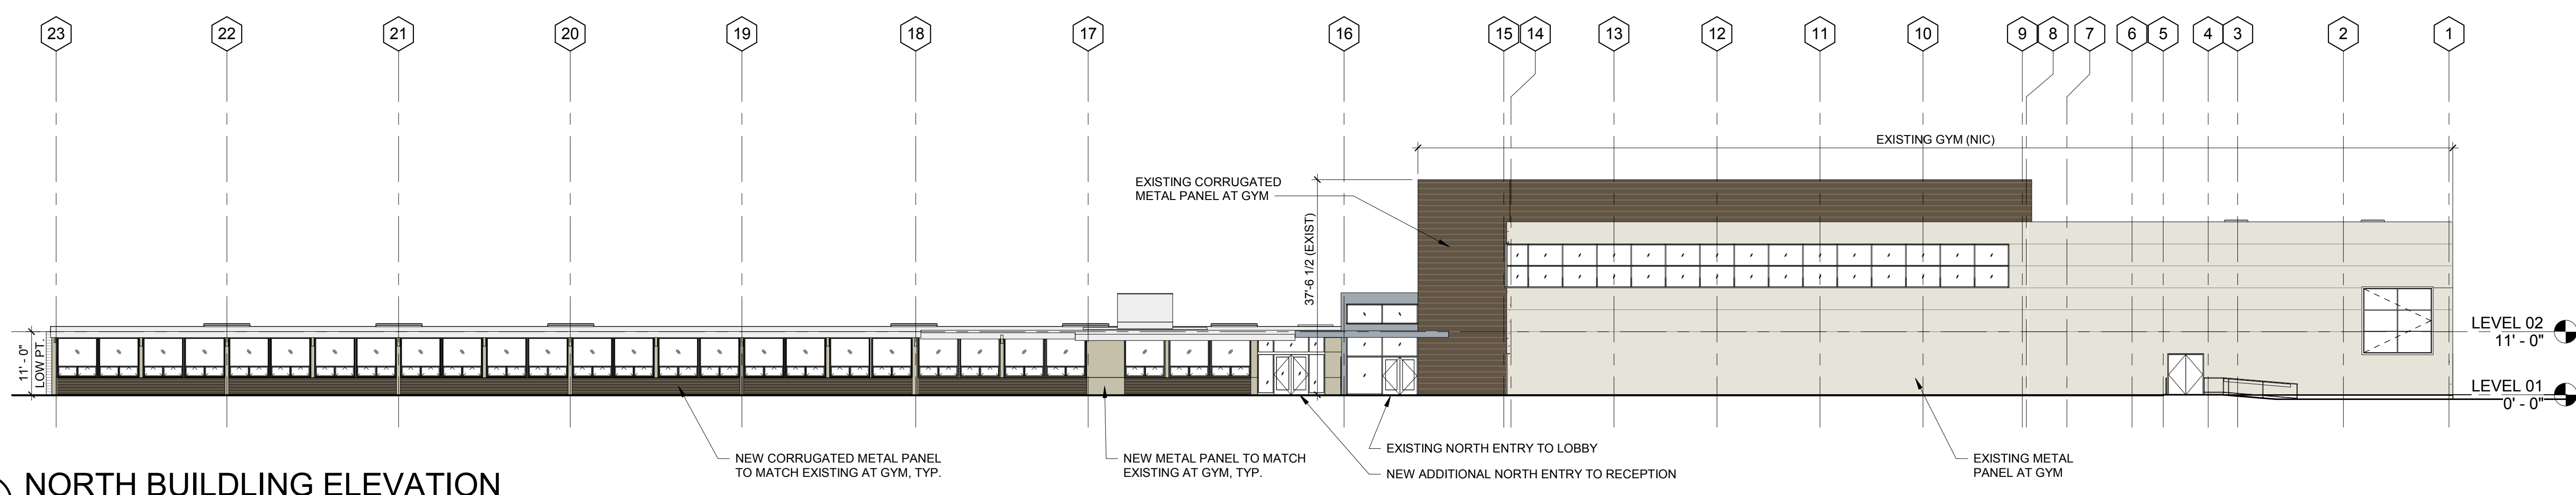 23 22 21 20 19 18 17 16 15 14 13 12 11 10 9 8 7 6 5 4 3 2 1
EXISTING GYM (NIC)
EXISTING CORRUGATED
METAL PANEL AT GYM
37'-6 1/2 (EXIST)
11' - 0"
LOW PT.
LEVEL 02
11' - 0"
LEVEL 01
0' - 0"
NEW CORRUGATED METAL PANEL
TO MATCH EXISTING AT GYM, TYP.
NEW METAL PANEL TO MATCH
EXISTING AT GYM, TYP.
EXISTING NORTH ENTRY TO LOBBY
NEW ADDITIONAL NORTH ENTRY TO RECEPTION
EXISTING METAL
PANEL AT GYM
NORTH BUILDLING ELEVATION